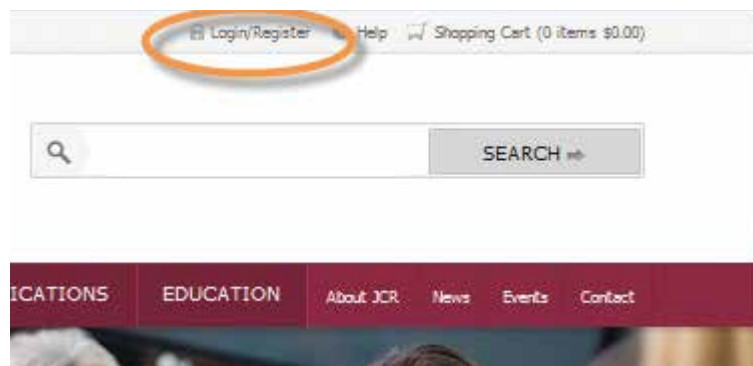 Login/Register Help Shopping Cart (0 items $0.00)
SEARCH
ICATIONS EDUCATION About JCR News Events Contact